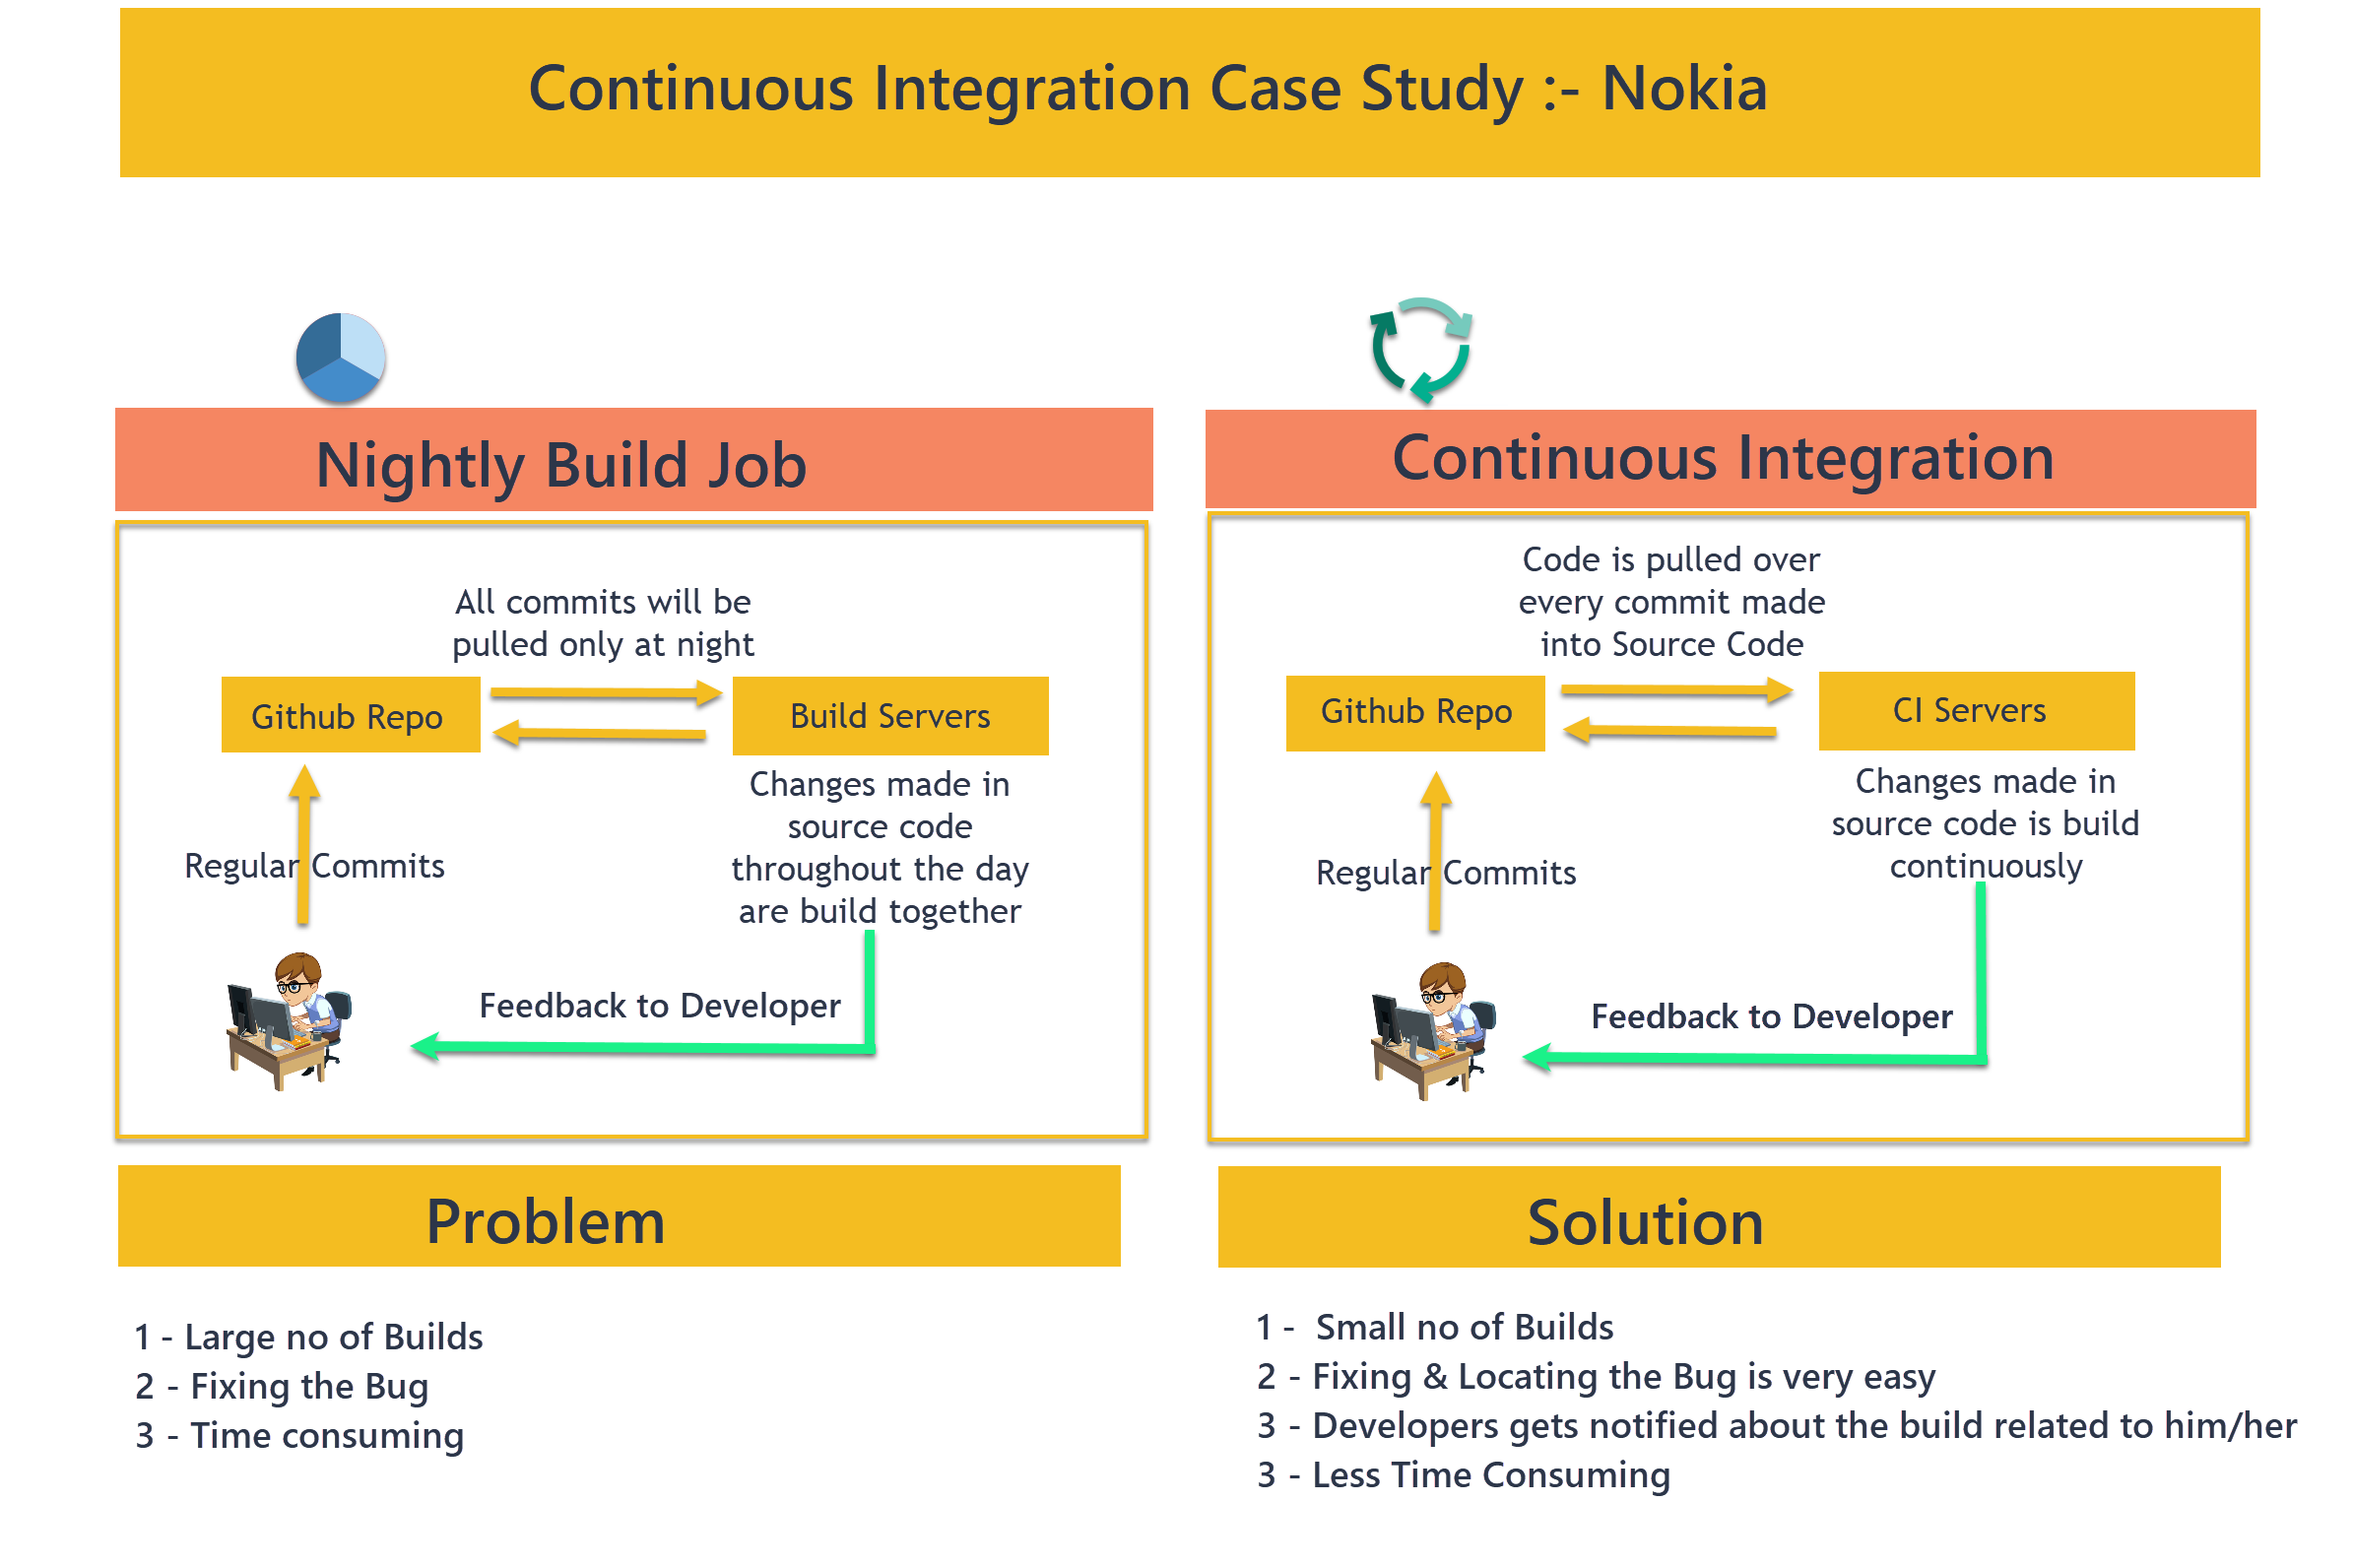 Continuous Integration Case Study :- Nokia
Nightly Build Job
All commits will be
pulled only at night
Github Repo
Build Servers
Changes made in
source code
throughout the day
are build together
Regular Commits
Feedback to Developer
Problem
1 - Large no of Builds
2 - Fixing the Bug
3 - Time consuming
Continuous Integration
Code is pulled over
every commit made
into Source Code
Github Repo
CI Servers
Changes made in
source code is build
continuously
Regular Commits
Feedback to Developer
Solution
1 -  Small no of Builds
2 - Fixing & Locating the Bug is very easy
3 - Developers gets notified about the build related to him/her
3 - Less Time Consuming